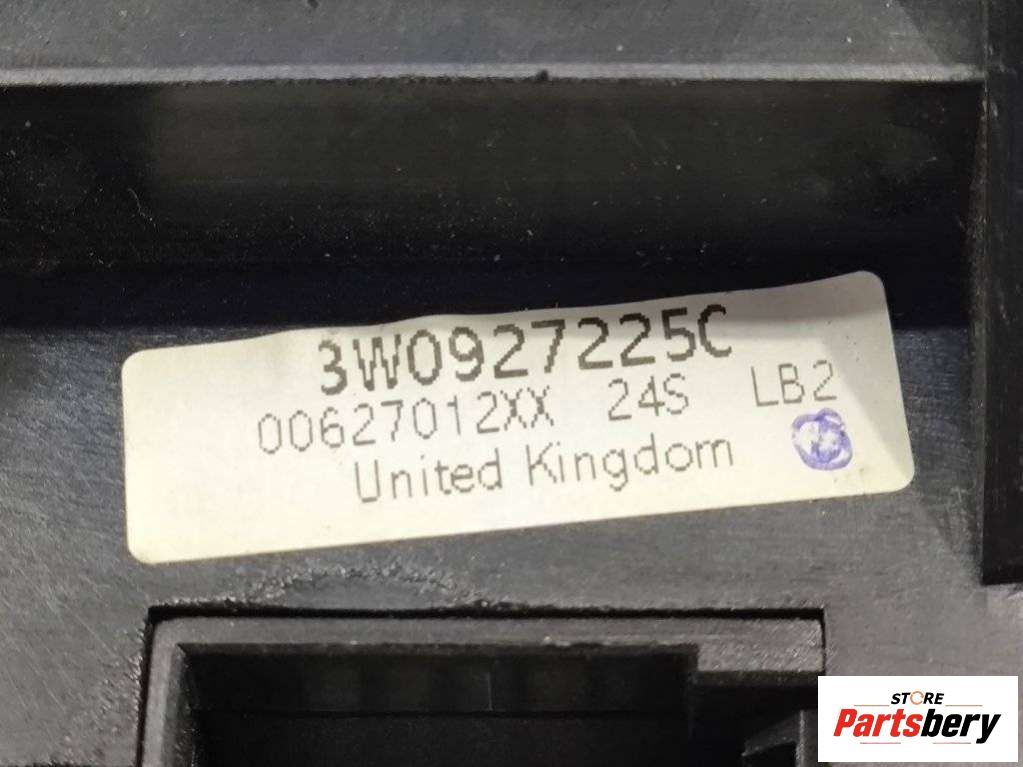 3W0927225C
00627012XX 24S LB2
United Kingdom
STORE
Partsbery